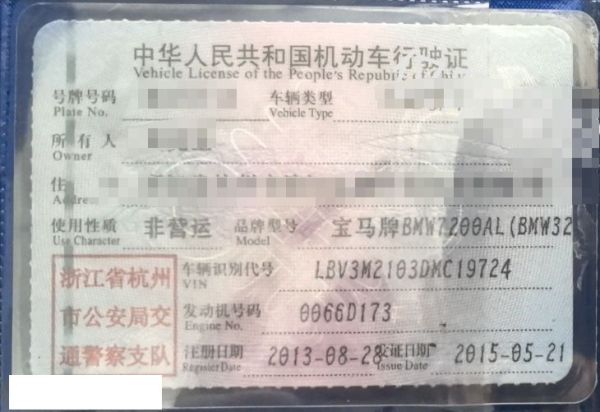 中华人民共和国机动车行驶证
Vehicle License of the People's Republic of China
号牌号码 车辆类型
Plate No. Vehicle Type
所有人
Owner
住
Addre
使用性质 非营运 品牌型号 宝马牌BMW7200AL(BMW32
Use Character Model
浙江省杭州
市公安局交
通警察支队
车辆识别代号 LBV3M2103DMC19724
VIN
发动机号码 0066D173
Engine No.
注册日期 2013-08-28 发证日期 2015-05-21
Register Date Issue Date